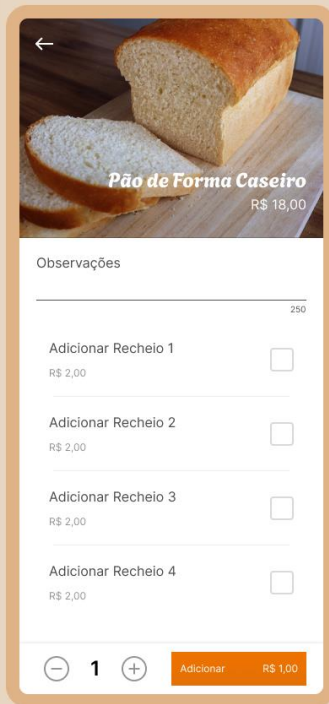 Pão de Forma Caseiro
R$ 18,00
Observações
250
Adicionar Recheio 1
R$ 2,00
Adicionar Recheio 2
R$ 2,00
Adicionar Recheio 3
R$ 2,00
Adicionar Recheio 4
R$ 2,00
1
Adicionar R$ 1,00